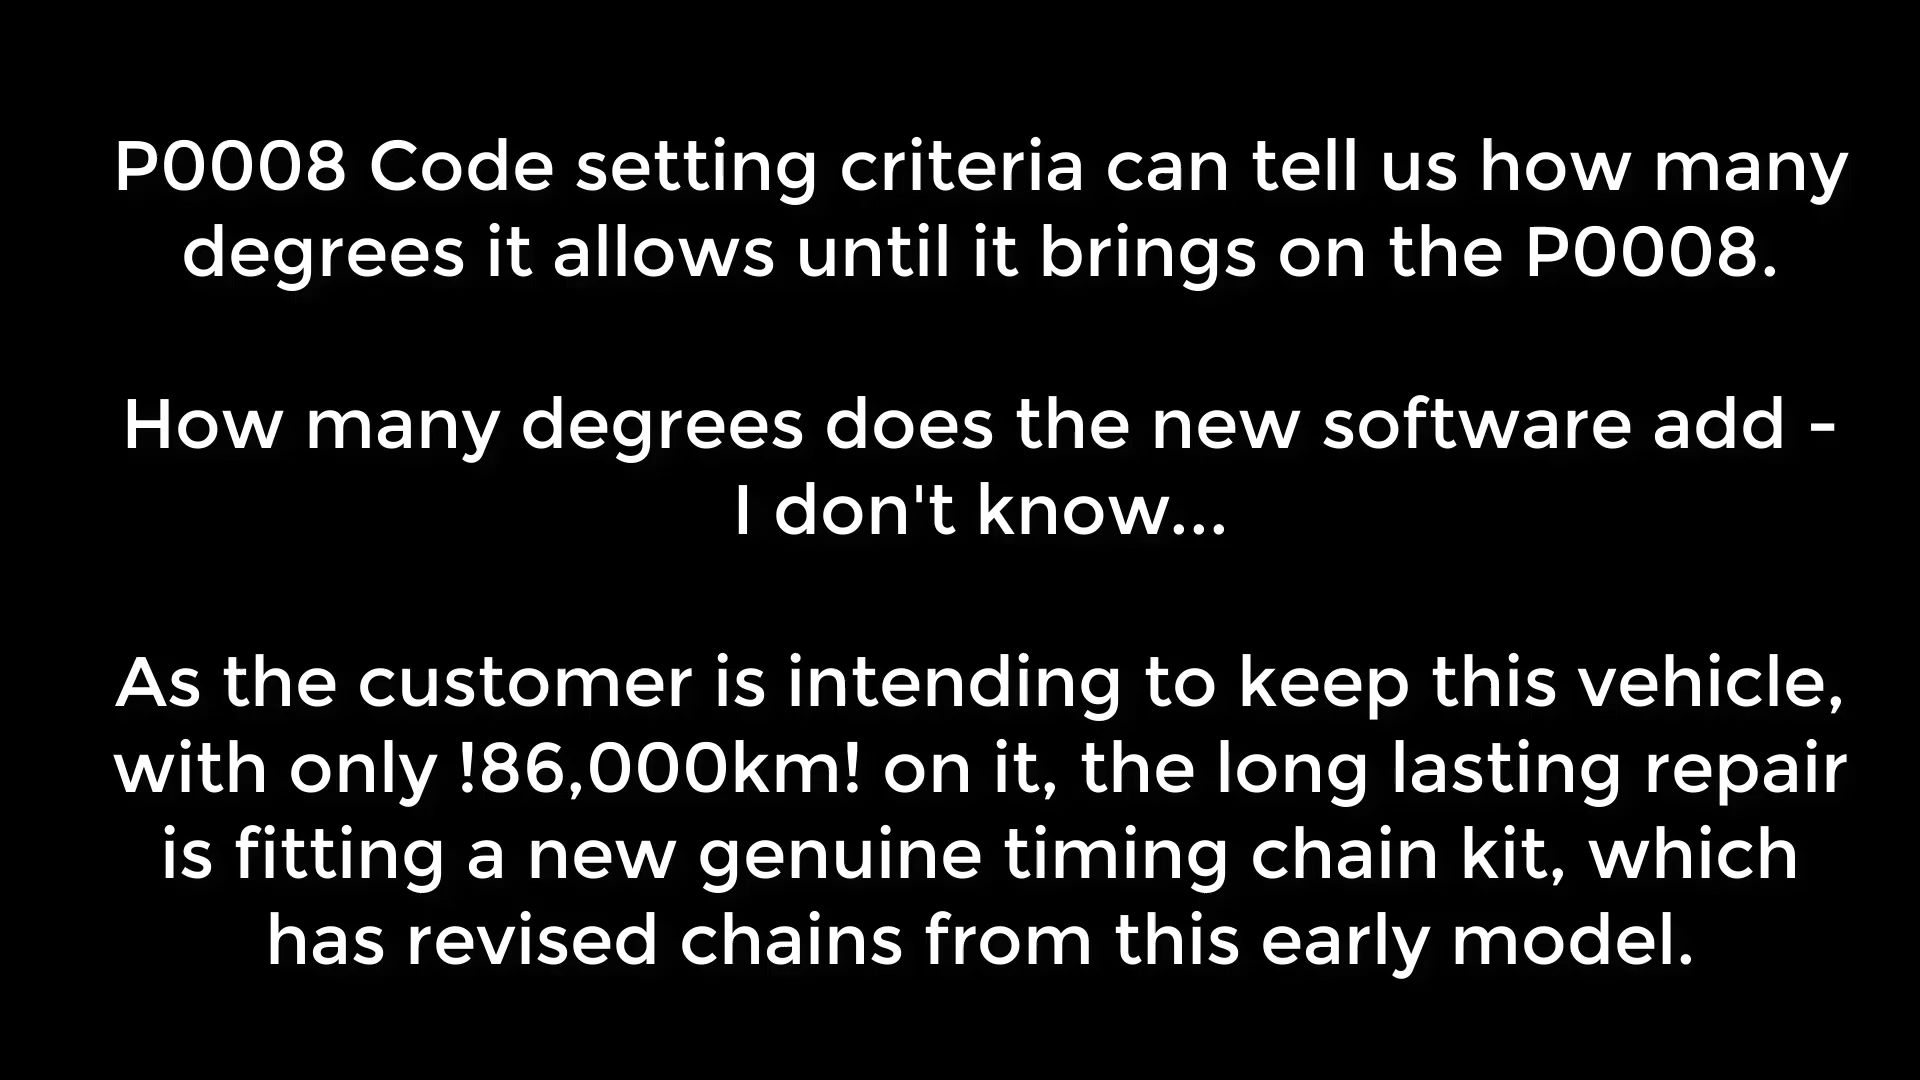 P0008 Code setting criteria can tell us how many
degrees it allows until it brings on the P0008.
How many degrees does the new software add -
I don't know...
As the customer is intending to keep this vehicle,
with only !86,000km! on it, the long lasting repair
is fitting a new genuine timing chain kit, which
has revised chains from this early model.